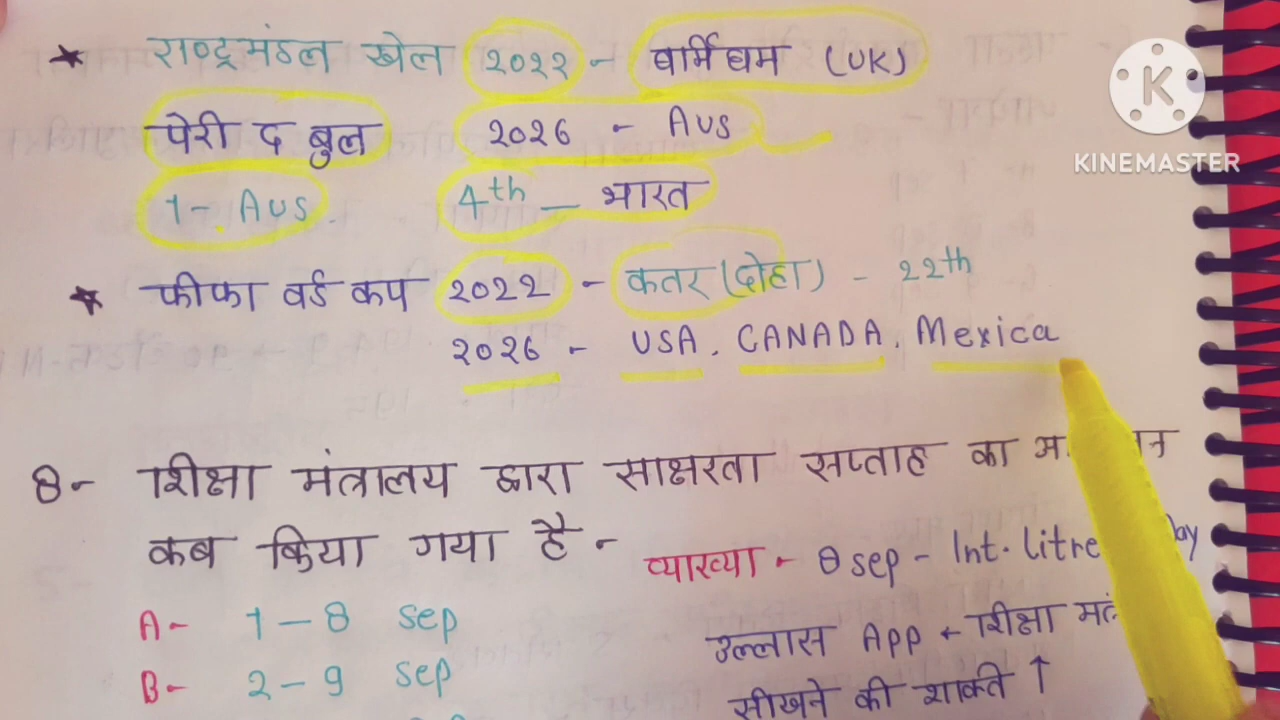 ★ राष्ट्रमंडल खेल 2022 - बर्मिंघम (UK)
पेरी द बुल 2026 - AUS
1 - AUS. 4th _ भारत
★ फीफा वर्ड कप 2022 - कतर (दोहा) - 22th
2026 - USA, CANADA, Mexica
8- शिक्षा मंत्रालय द्वारा साक्षरता सप्ताह का
कब किया गया है -
व्याख्या - 8 sep - Int.
A- 1 - 8 sep
उल्लास App ← शिक्षा
B- 2 - 9 sep
सीखने की शक्ति ↑
K
KINEMASTER